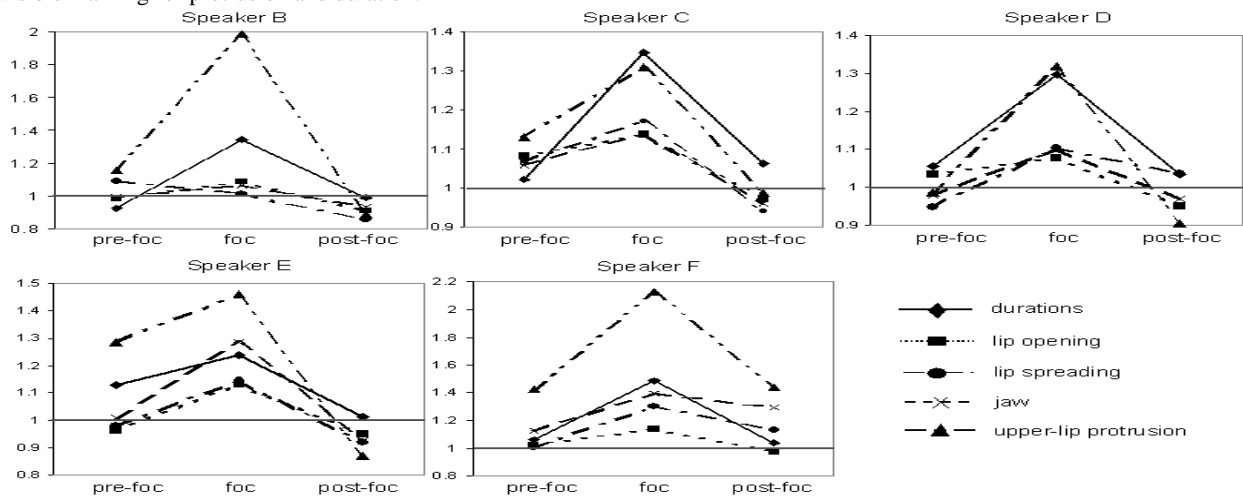 Speaker B
2
1.8
1.6
1.4
1.2
1
0.8
pre-foc foc post-foc
Speaker C
1.4
1.3
1.2
1.1
1
0.9
pre-foc foc post-foc
Speaker D
1.4
1.3
1.2
1.1
1
0.9
pre-foc foc post-foc
Speaker E
1.5
1.4
1.3
1.2
1.1
1
0.9
0.8
pre-foc foc post-foc
Speaker F
2.2
2
1.8
1.6
1.4
1.2
1
0.8
pre-foc foc post-foc
durations
lip opening
lip spreading
jaw
upper-lip protrusion